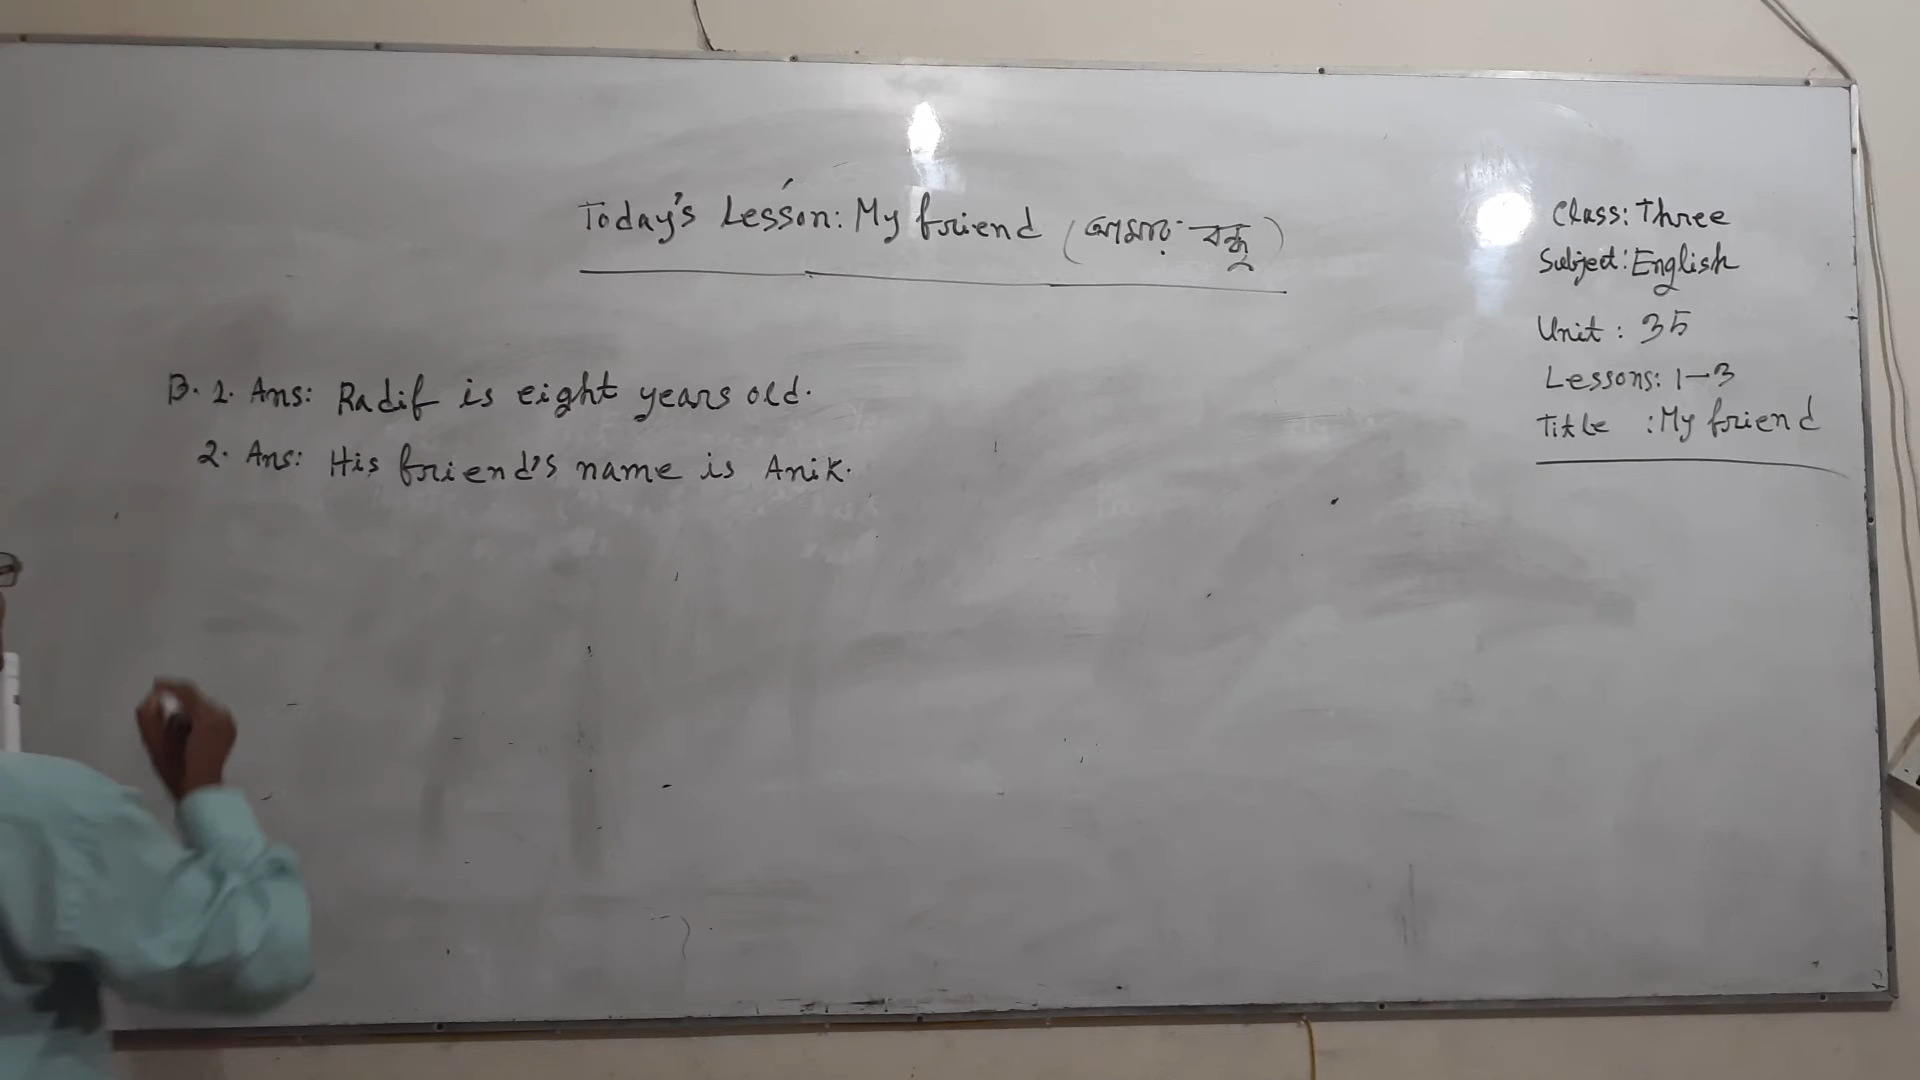 Today's Lesson: My friend (আমার বন্ধু)
Class: Three
Subject: English
Unit : 35
Lessons: 1-3
Title : My friend
B. 1. Ans: Radif is eight years old.
2. Ans: His friend's name is Anik.